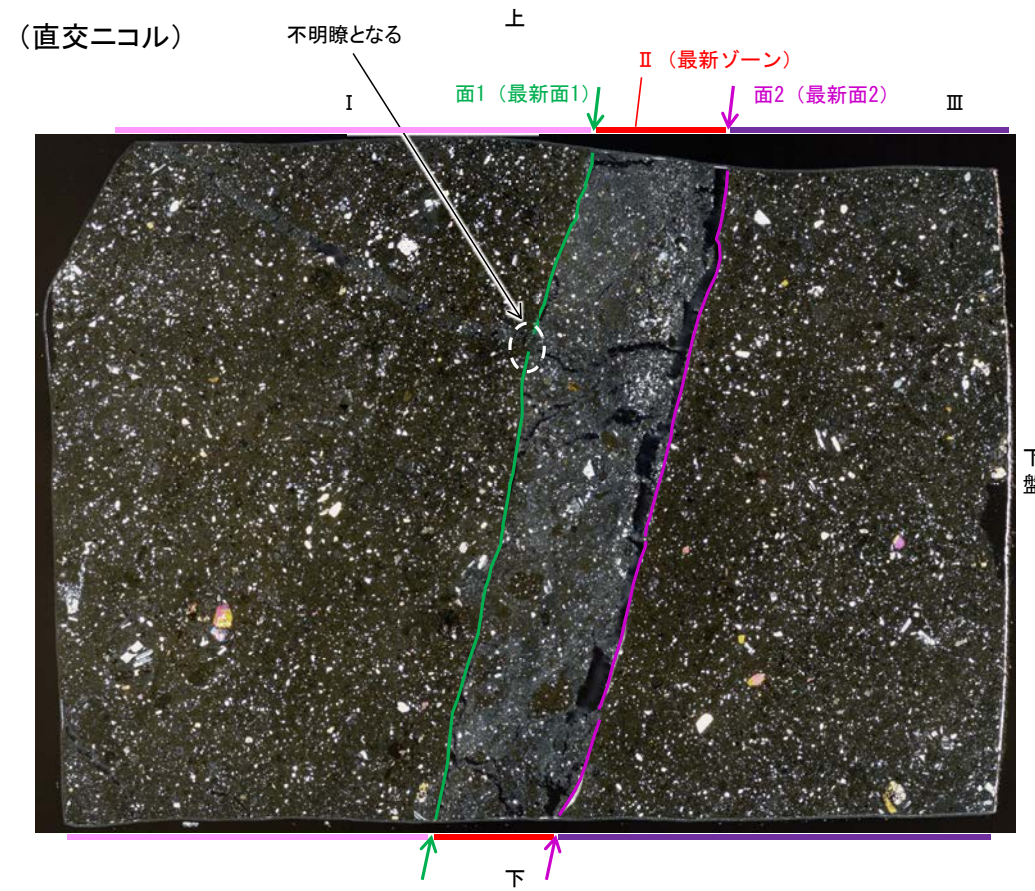 上
（直交ニコル）
不明瞭となる
Ⅱ（最新ゾーン）
Ⅰ
面1（最新面1）
面2（最新面2）
Ⅲ
下
盤
下